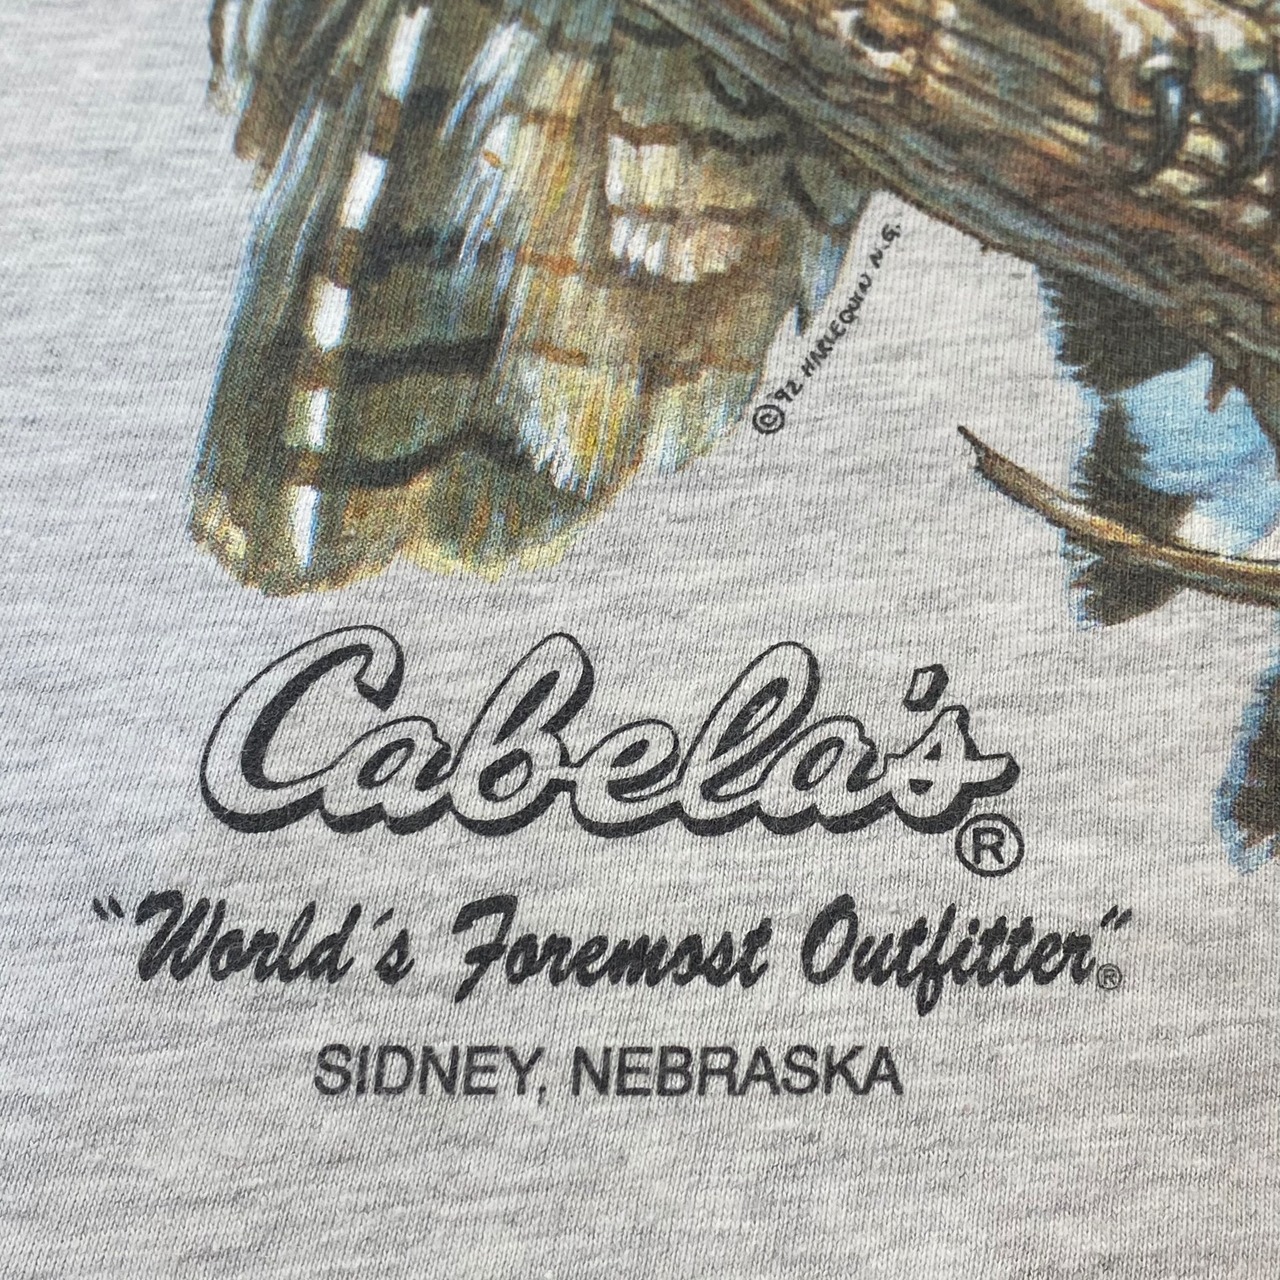 © '92 HARLEQUIN N.G.
Cabela's®
"World's Foremost Outfitter"®
SIDNEY, NEBRASKA